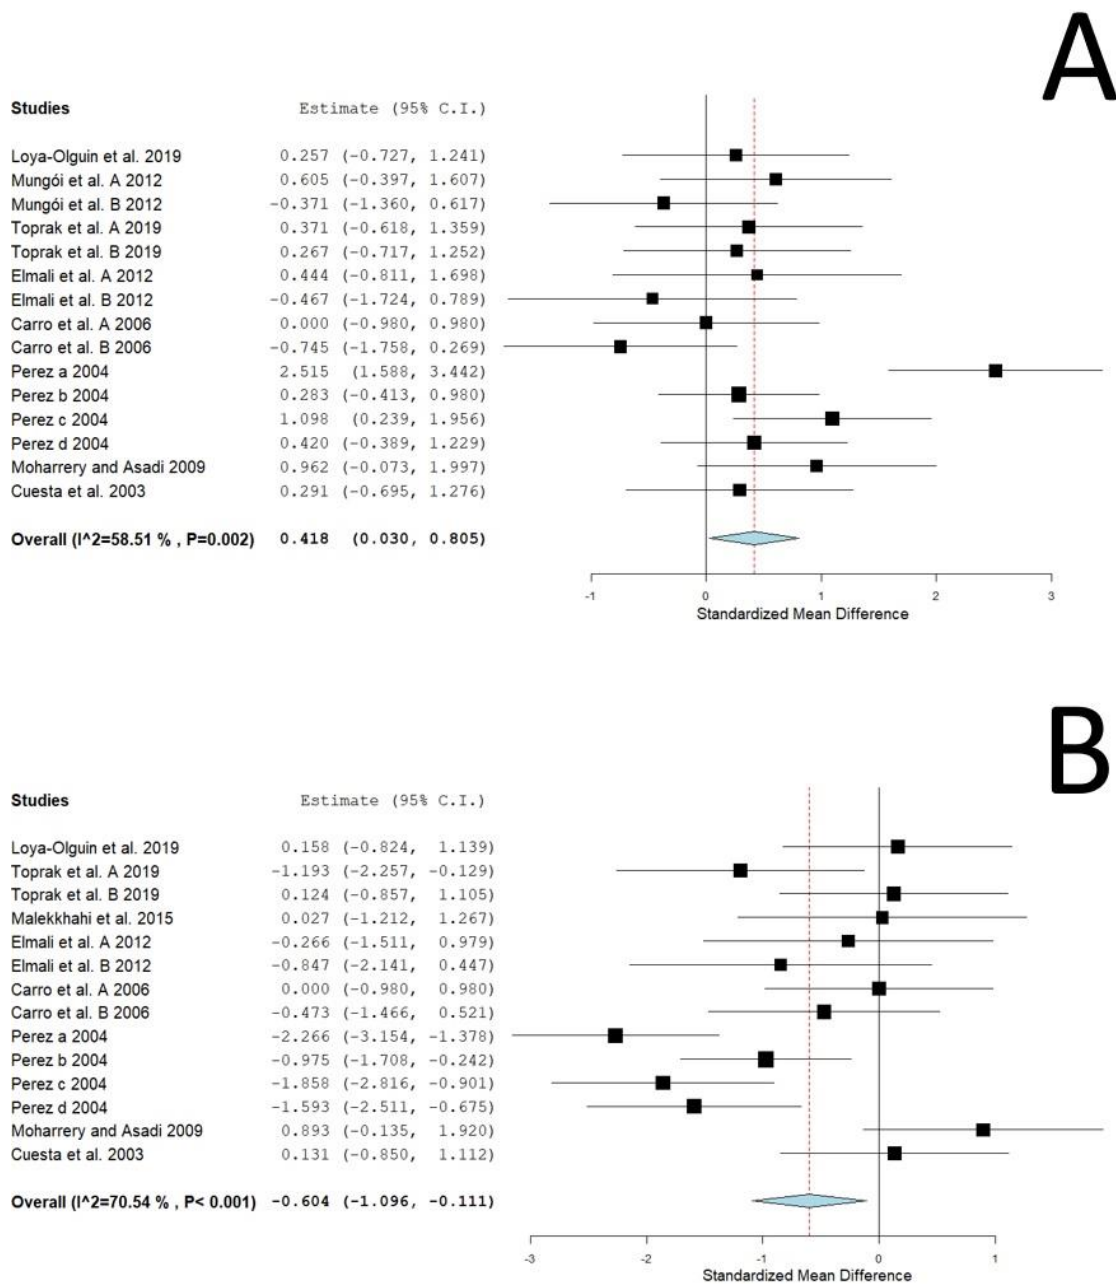 A
Studies Estimate (95% C.I.)
Loya-Olguin et al. 2019 0.257 (-0.727, 1.241)
Mungói et al. A 2012 0.605 (-0.397, 1.607)
Mungói et al. B 2012 -0.371 (-1.360, 0.617)
Toprak et al. A 2019 0.371 (-0.618, 1.359)
Toprak et al. B 2019 0.267 (-0.717, 1.252)
Elmali et al. A 2012 0.444 (-0.811, 1.698)
Elmali et al. B 2012 -0.467 (-1.724, 0.789)
Carro et al. A 2006 0.000 (-0.980, 0.980)
Carro et al. B 2006 -0.745 (-1.758, 0.269)
Perez a 2004 2.515 (1.588, 3.442)
Perez b 2004 0.283 (-0.413, 0.980)
Perez c 2004 1.098 (0.239, 1.956)
Perez d 2004 0.420 (-0.389, 1.229)
Moharrery and Asadi 2009 0.962 (-0.073, 1.997)
Cuesta et al. 2003 0.291 (-0.695, 1.276)
Overall (I^2=58.51 % , P=0.002) 0.418 (0.030, 0.805)
-1 0 1 2 3
Standardized Mean Difference
B
Studies Estimate (95% C.I.)
Loya-Olguin et al. 2019 0.158 (-0.824, 1.139)
Toprak et al. A 2019 -1.193 (-2.257, -0.129)
Toprak et al. B 2019 0.124 (-0.857, 1.105)
Malekkhahi et al. 2015 0.027 (-1.212, 1.267)
Elmali et al. A 2012 -0.266 (-1.511, 0.979)
Elmali et al. B 2012 -0.847 (-2.141, 0.447)
Carro et al. A 2006 0.000 (-0.980, 0.980)
Carro et al. B 2006 -0.473 (-1.466, 0.521)
Perez a 2004 -2.266 (-3.154, -1.378)
Perez b 2004 -0.975 (-1.708, -0.242)
Perez c 2004 -1.858 (-2.816, -0.901)
Perez d 2004 -1.593 (-2.511, -0.675)
Moharrery and Asadi 2009 0.893 (-0.135, 1.920)
Cuesta et al. 2003 0.131 (-0.850, 1.112)
Overall (I^2=70.54 % , P< 0.001) -0.604 (-1.096, -0.111)
-3 -2 -1 0 1
Standardized Mean Difference